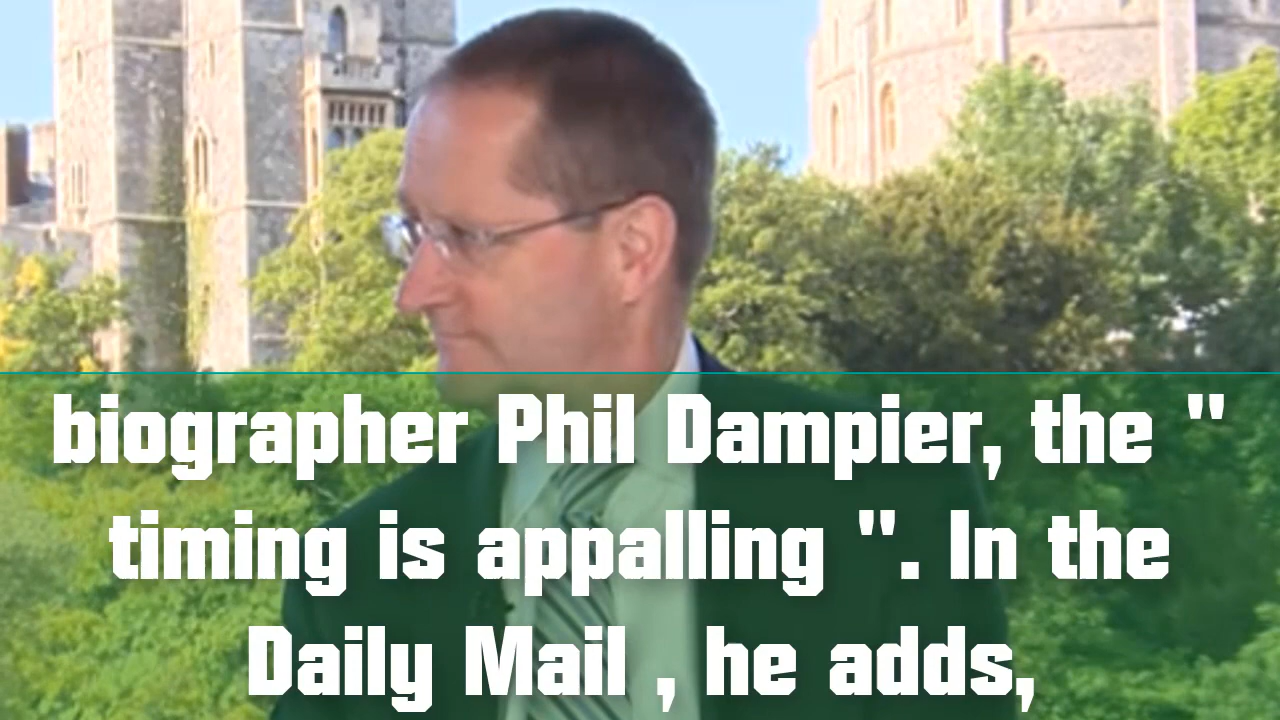 biographer Phil Dampier, the "
timing is appalling ". In the
Daily Mail , he adds,